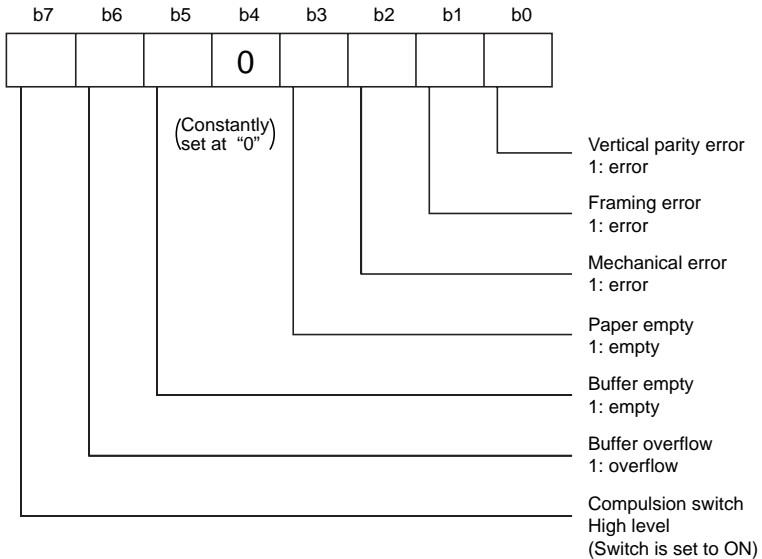 b7 b6 b5 b4 b3 b2 b1 b0
0
(Constantly
set at “0”)
Vertical parity error
1: error
Framing error
1: error
Mechanical error
1: error
Paper empty
1: empty
Buffer empty
1: empty
Buffer overflow
1: overflow
Compulsion switch
High level
(Switch is set to ON)